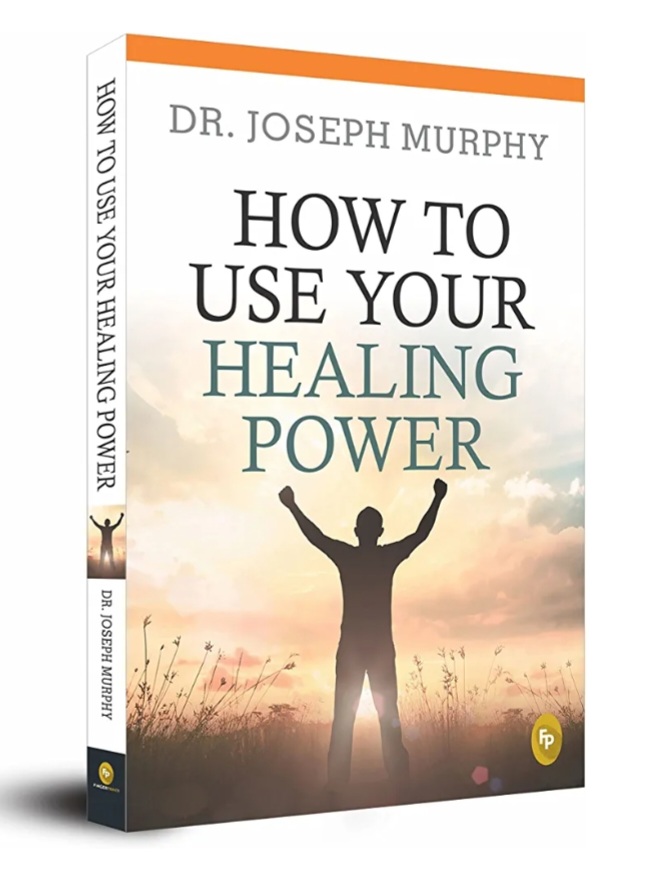 DR. JOSEPH MURPHY
HOW TO
USE YOUR
HEALING
POWER
FP
HOW TO USE YOUR HEALING POWER
DR. JOSEPH MURPHY
FP